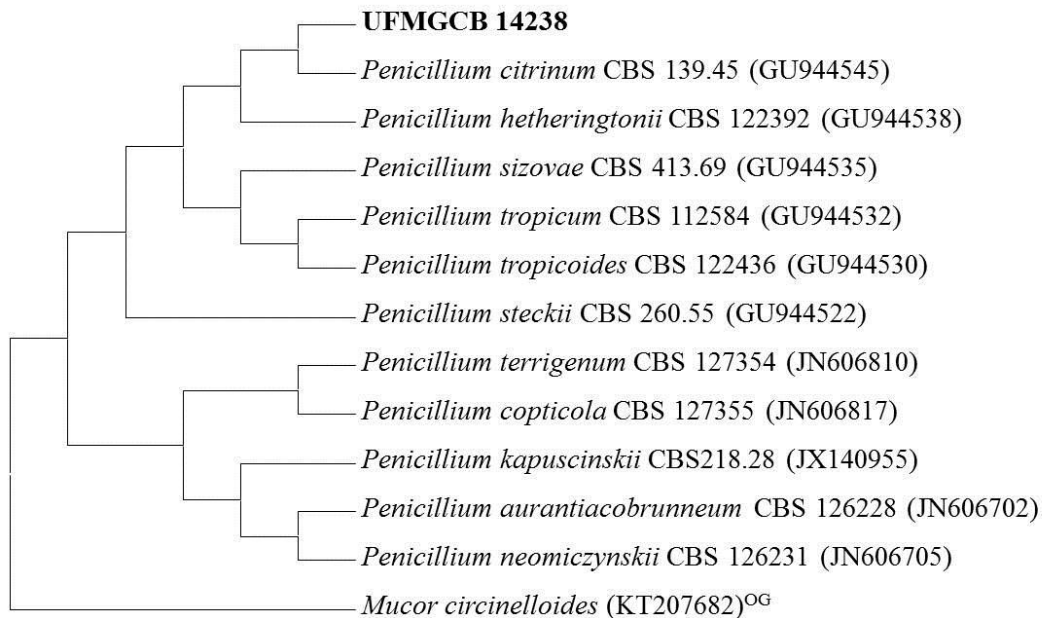 UFMGCB 14238
Penicillium citrinum CBS 139.45 (GU944545)
Penicillium hetheringtonii CBS 122392 (GU944538)
Penicillium sizovae CBS 413.69 (GU944535)
Penicillium tropicum CBS 112584 (GU944532)
Penicillium tropicoides CBS 122436 (GU944530)
Penicillium steckii CBS 260.55 (GU944522)
Penicillium terrigenum CBS 127354 (JN606810)
Penicillium copticola CBS 127355 (JN606817)
Penicillium kapuscinskii CBS218.28 (JX140955)
Penicillium aurantiacobrunneum CBS 126228 (JN606702)
Penicillium neomiczynskii CBS 126231 (JN606705)
Mucor circinelloides (KT207682)OG